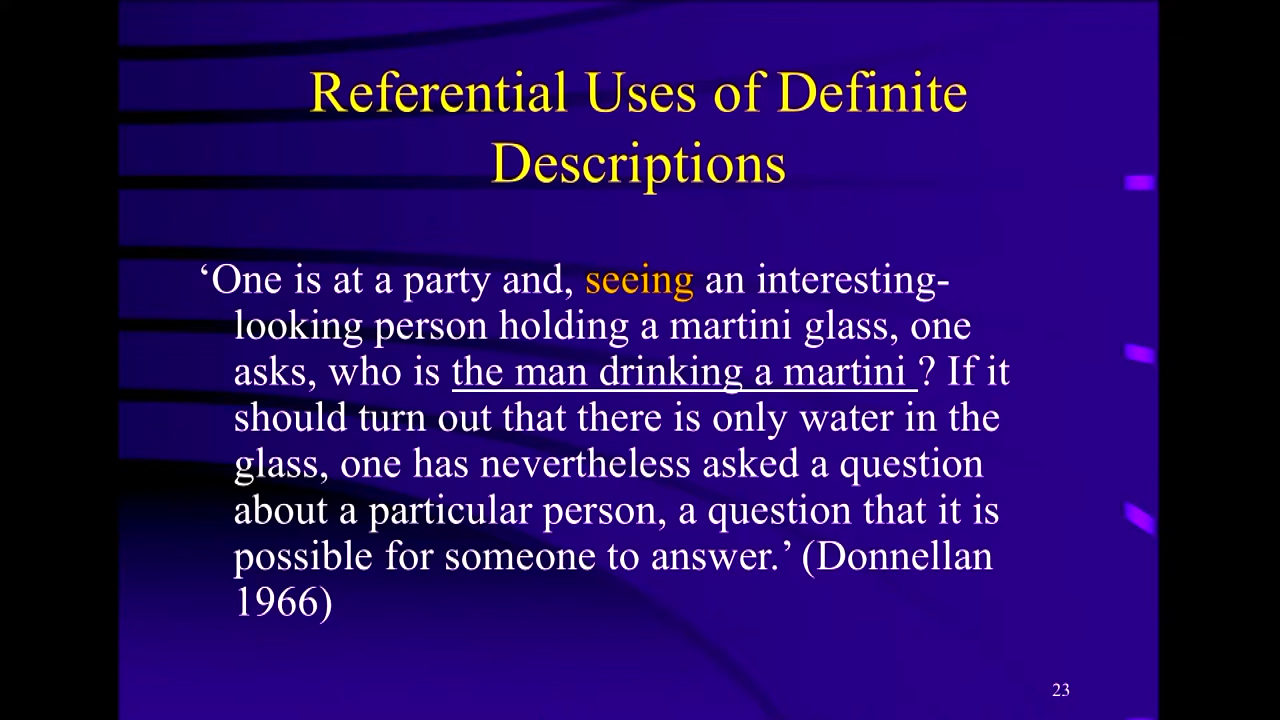 Referential Uses of Definite
Descriptions
‘One is at a party and, seeing an interesting-
looking person holding a martini glass, one
asks, who is the man drinking a martini ? If it
should turn out that there is only water in the
glass, one has nevertheless asked a question
about a particular person, a question that it is
possible for someone to answer.’ (Donnellan
1966)
23